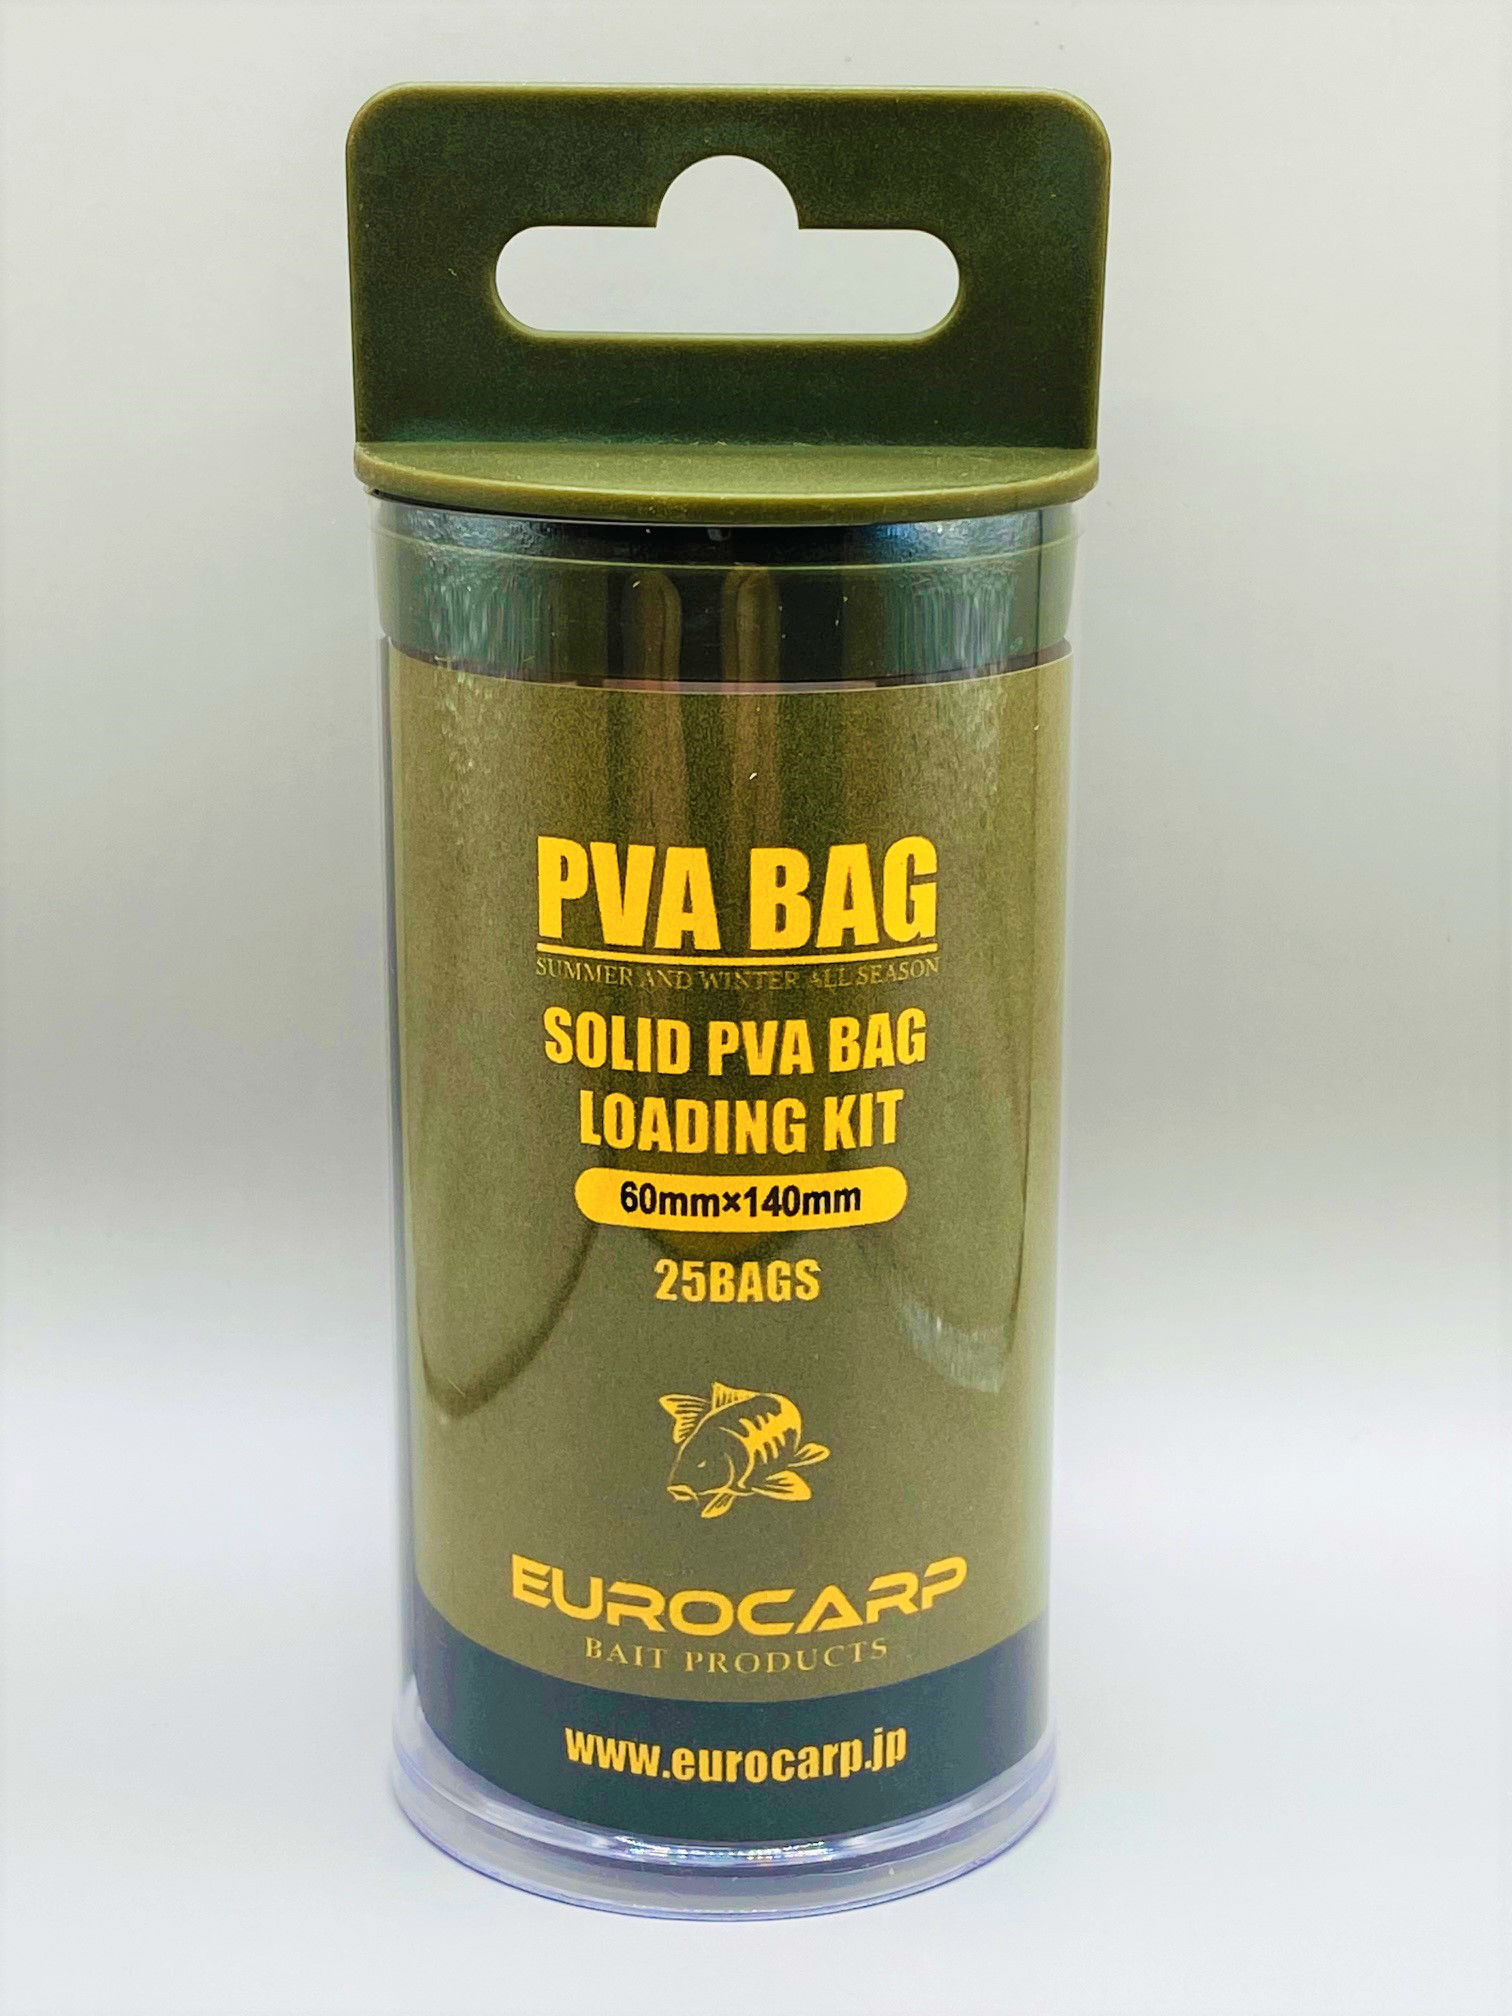 PVA BAG
SUMMER AND WINTER ALL SEASON
SOLID PVA BAG
LOADING KIT
60mm×140mm
25BAGS
EUROCARP
BAIT PRODUCTS
www.eurocarp.jp